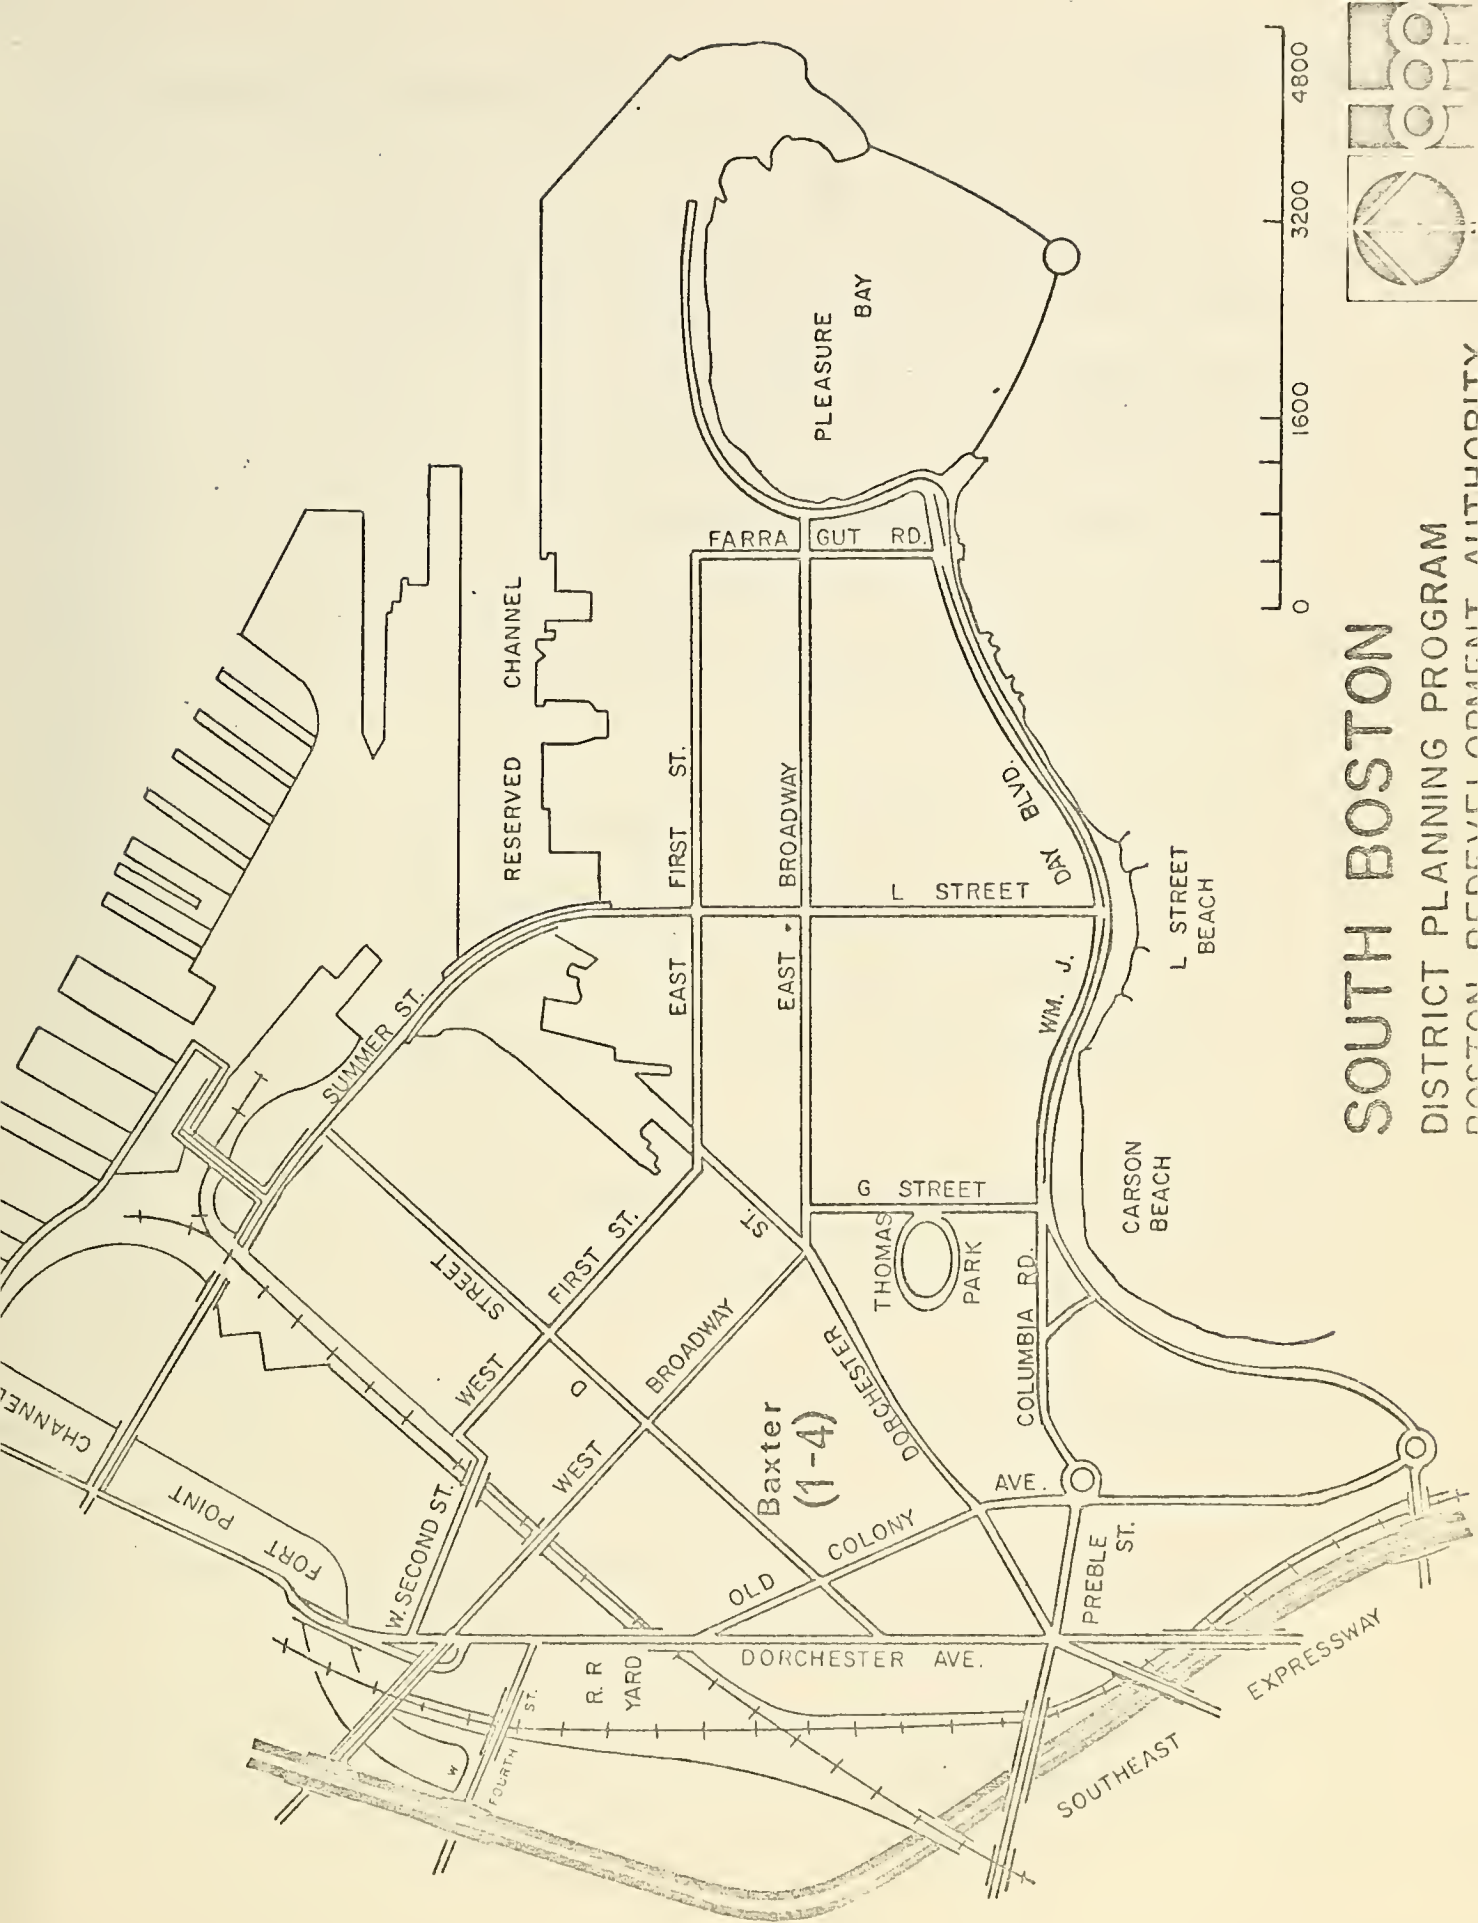 SOUTH BOSTON
DISTRICT PLANNING PROGRAM
BOSTON REDEVELOPMENT AUTHORITY
0 1600 3200 4800
PLEASURE
BAY
FARRA GUT RD.
RESERVED CHANNEL
EAST FIRST ST.
EAST BROADWAY
L STREET
WM. J. DAY BLVD.
L STREET
BEACH
CARSON
BEACH
SUMMER ST.
G STREET
THOMAS
PARK
COLUMBIA RD.
D STREET
WEST FIRST ST.
WEST BROADWAY
DORCHESTER ST.
Baxter
(1-4)
OLD COLONY AVE.
PREBLE
ST.
W. SECOND ST.
FORT POINT CHANNEL
DORCHESTER AVE.
R. R
YARD
W FOURTH ST.
SOUTHEAST EXPRESSWAY